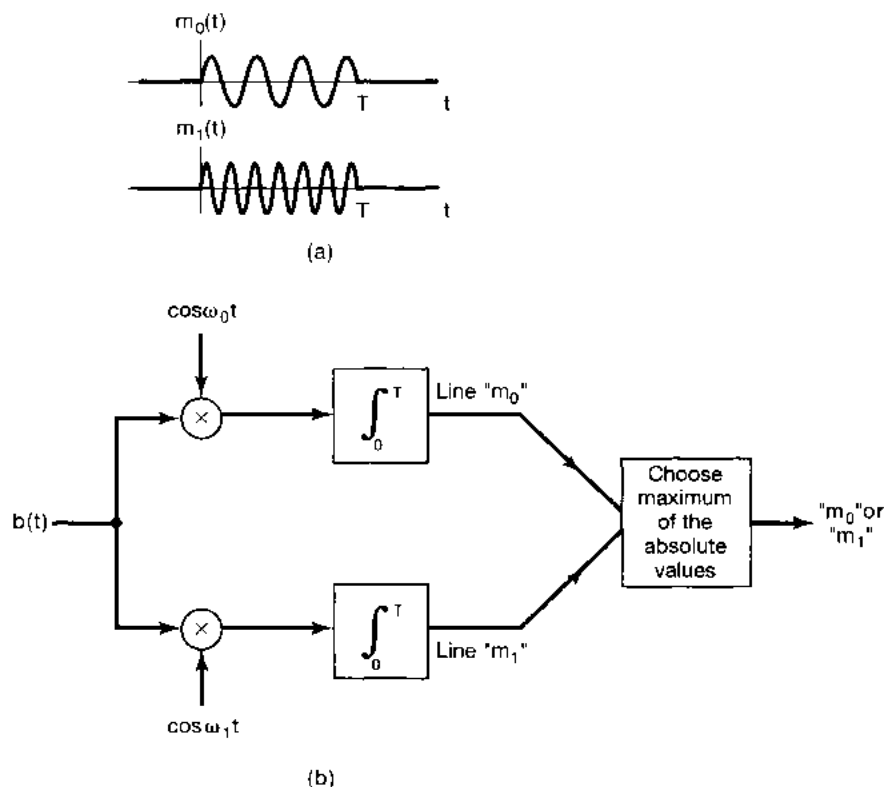 m₀(t)
T
t
m₁(t)
T
t
(a)
cosω₀t
×
∫₀ᵀ
Line "m₀"
b(t)
Choose
maximum
of the
absolute
values
"m₀"or
"m₁"
×
∫₀ᵀ
Line "m₁"
cosω₁t
(b)